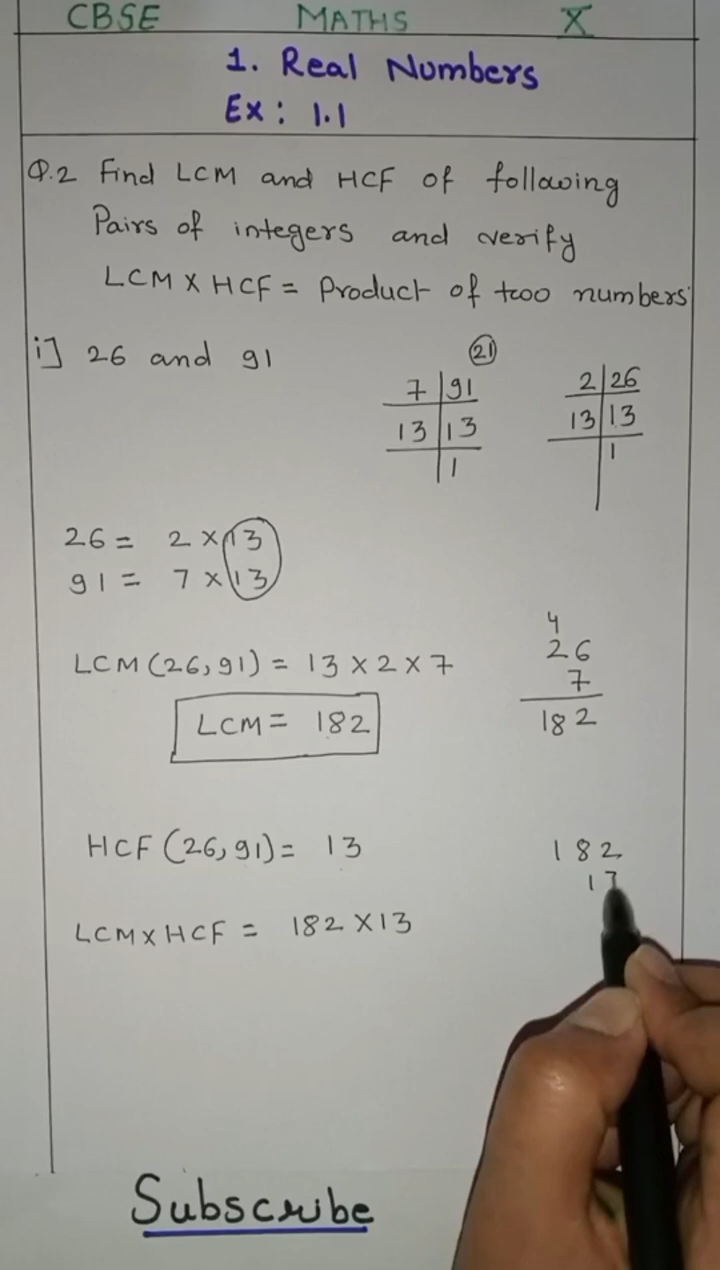 CBSE MATHS X
1. Real Numbers
Ex: 1.1
Q.2 Find LCM and HCF of following
Pairs of integers and verify
LCM X HCF = Product of two numbers
i] 26 and 91
21
7 | 91
13 | 13
1
2 | 26
13 | 13
1
26 = 2 × 13
91 = 7 × 13
LCM (26,91) = 13 × 2 × 7
LCM = 182
4
26
7
182
HCF (26,91) = 13
LCM X HCF = 182 X 13
182
13
Subscribe